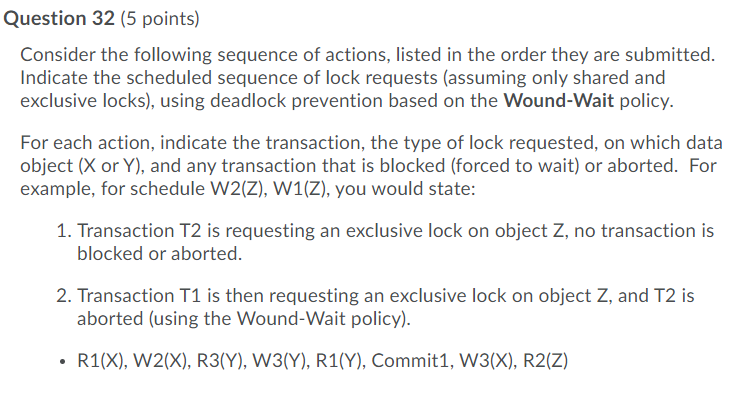 Question 32 (5 points)
Consider the following sequence of actions, listed in the order they are submitted.
Indicate the scheduled sequence of lock requests (assuming only shared and
exclusive locks), using deadlock prevention based on the Wound-Wait policy.
For each action, indicate the transaction, the type of lock requested, on which data
object (X or Y), and any transaction that is blocked (forced to wait) or aborted. For
example, for schedule W2(Z), W1(Z), you would state:
1. Transaction T2 is requesting an exclusive lock on object Z, no transaction is
blocked or aborted.
2. Transaction T1 is then requesting an exclusive lock on object Z, and T2 is
aborted (using the Wound-Wait policy).
• R1(X), W2(X), R3(Y), W3(Y), R1(Y), Commit1, W3(X), R2(Z)